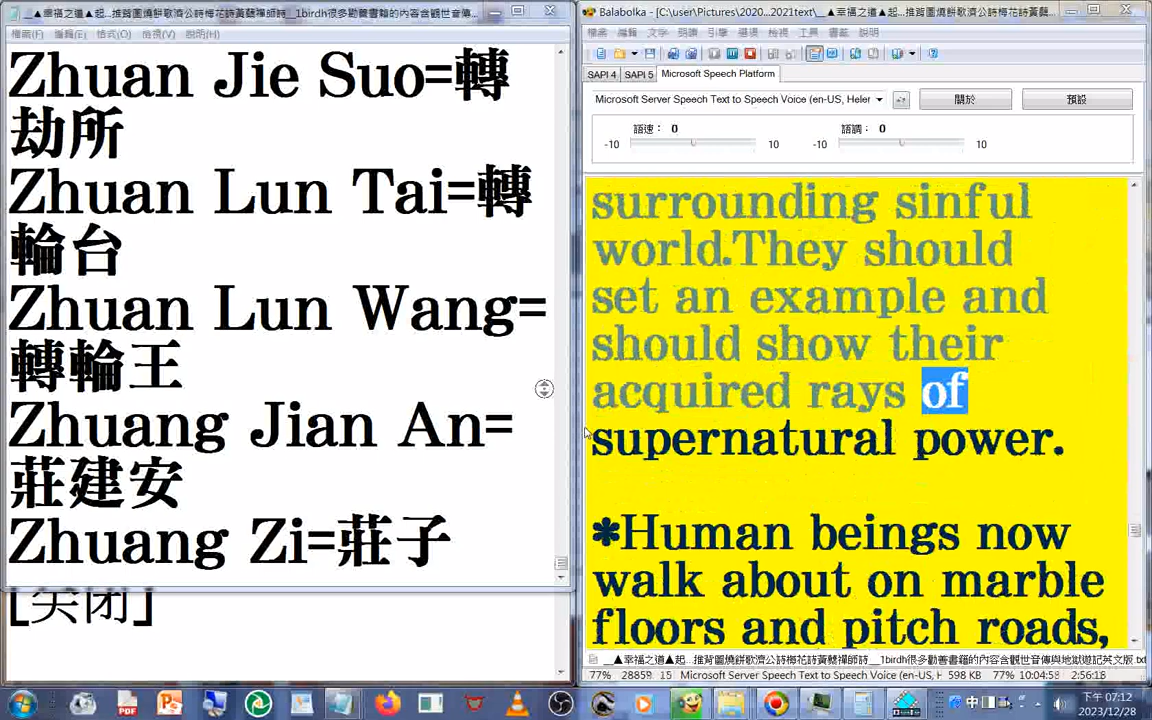 Zhuan Jie Suo=轉
劫所
Zhuan Lun Tai=轉
輪台
Zhuan Lun Wang=
轉輪王
Zhuang Jian An=
莊建安
Zhuang Zi=莊子
[关闭]
SAPI 4 SAPI 5 Microsoft Speech Platform
Microsoft Server Speech Text to Speech Voice (en-US, Heler
關於
預設
語速： 0
語調： 0
-10 10 -10 10
surrounding sinful
world.They should
set an example and
should show their
acquired rays of
supernatural power.
*Human beings now
walk about on marble
floors and pitch roads,
77% 28859 15 Microsoft Server Speech Text to Speech Voice (en-US, H 598 KB 77% 10:04:58 2:56:18
下午 07:12
2023/12/28